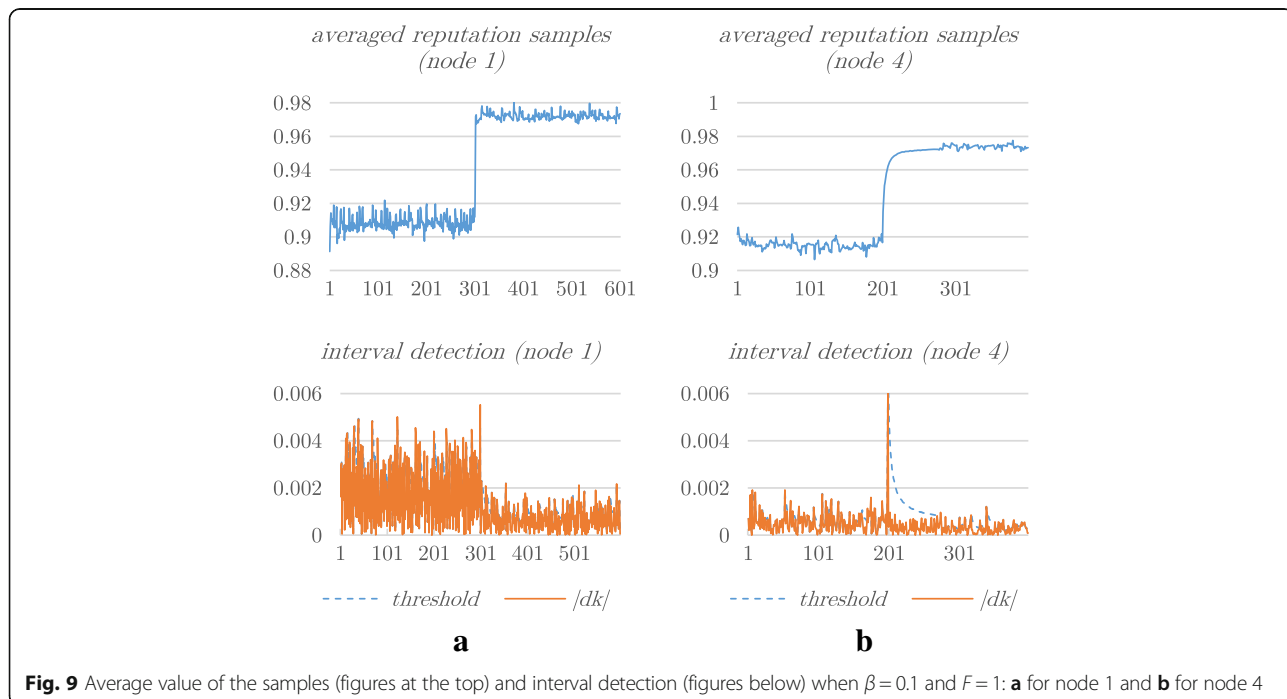 averaged reputation samples
(node 1)
0.98
0.96
0.94
0.92
0.9
0.88
1 101 201 301 401 501 601
averaged reputation samples
(node 4)
1
0.98
0.96
0.94
0.92
0.9
1 101 201 301
interval detection (node 1)
0.006
0.004
0.002
0
1 101 201 301 401 501
threshold |dk|
a
interval detection (node 4)
0.006
0.004
0.002
0
1 101 201 301
threshold |dk|
b
Fig. 9 Average value of the samples (figures at the top) and interval detection (figures below) when β = 0.1 and F = 1: a for node 1 and b for node 4